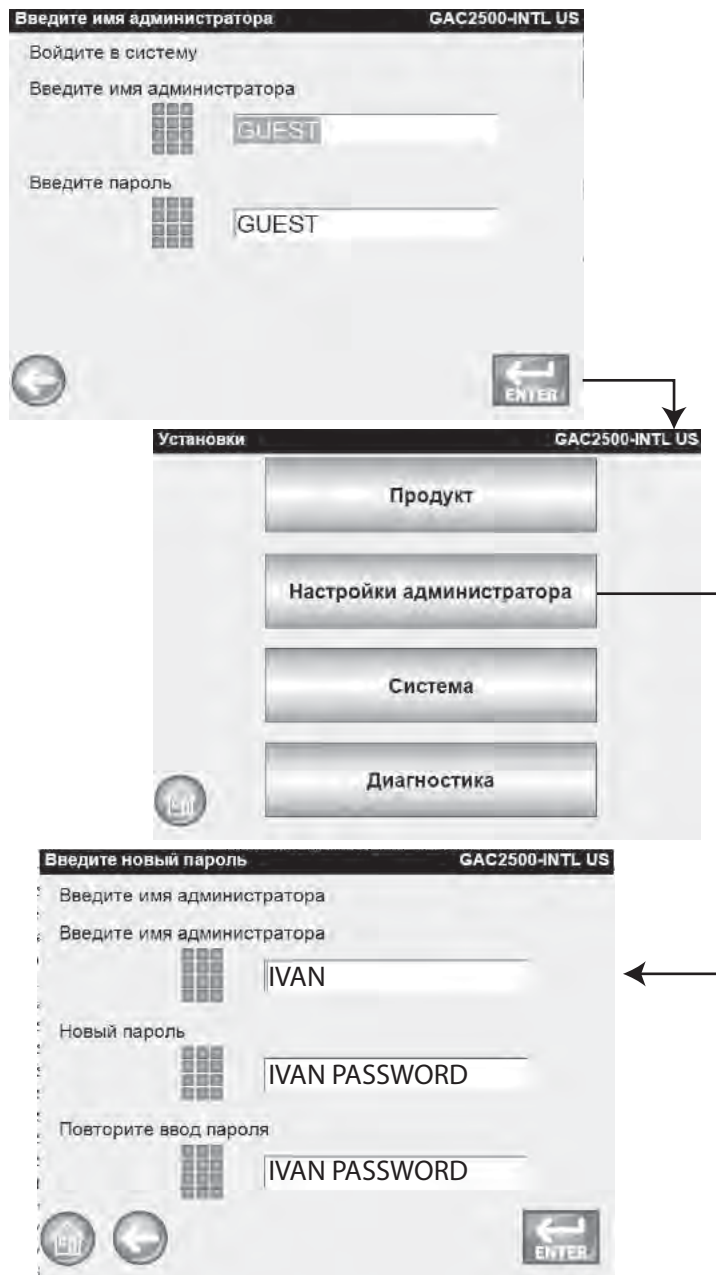 Введите имя администратора GAC2500-INTL US
Войдите в систему
Введите имя администратора
GUEST
Введите пароль
GUEST
ENTER
Установки GAC2500-INTL US
Продукт
Настройки администратора
Система
Диагностика
Введите новый пароль GAC2500-INTL US
Введите имя администратора
Введите имя администратора
IVAN
Новый пароль
IVAN PASSWORD
Повторите ввод пароля
IVAN PASSWORD
ENTER